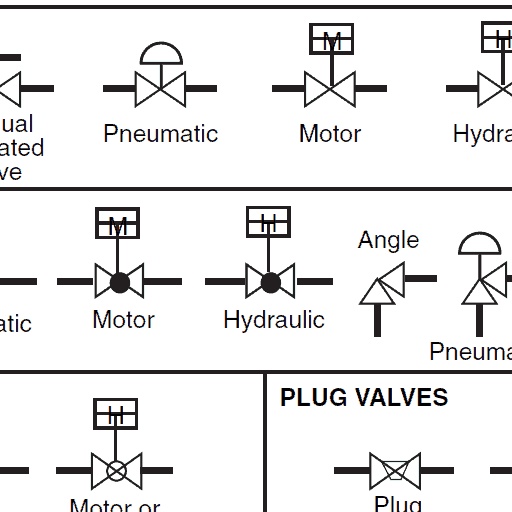 M
H
ual
ated
ve
Pneumatic
Motor
Hydra
M
H
Angle
atic
Motor
Hydraulic
Pneuma
PLUG VALVES
H
Motor or
Plug